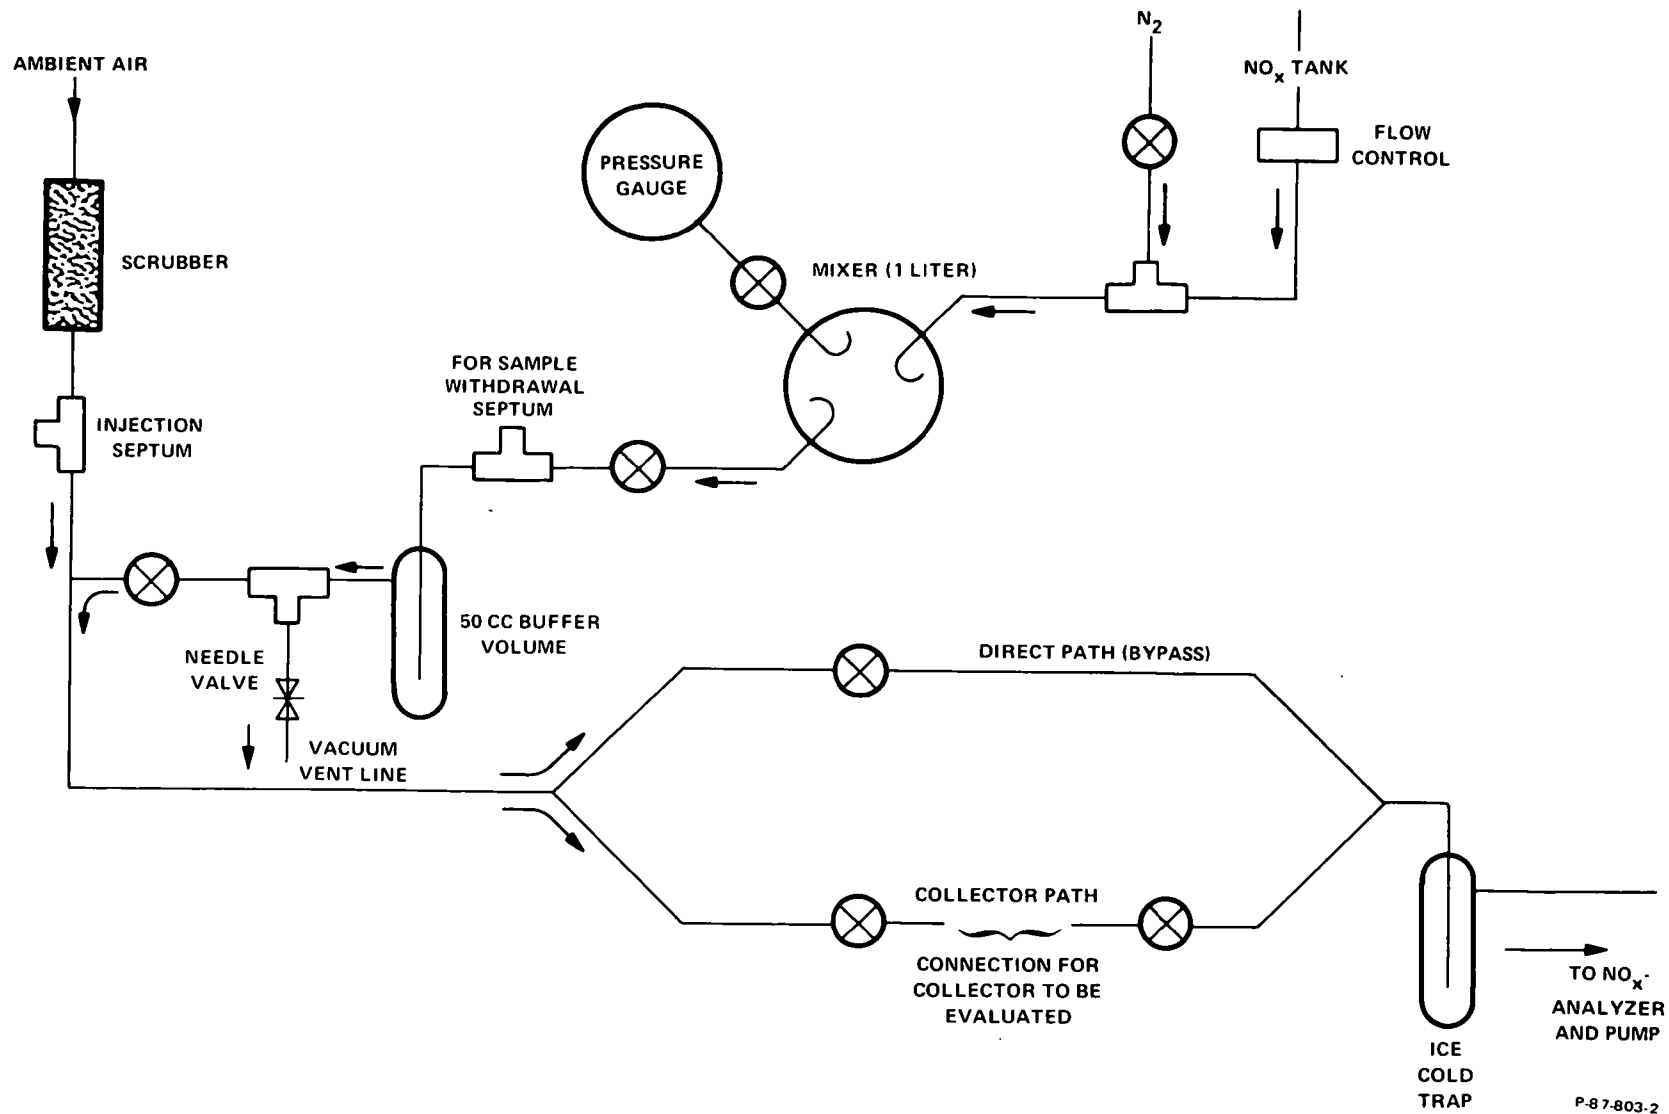 N2
AMBIENT AIR
NOx TANK
FLOW
CONTROL
PRESSURE
GAUGE
SCRUBBER
MIXER (1 LITER)
FOR SAMPLE
WITHDRAWAL
SEPTUM
INJECTION
SEPTUM
50 CC BUFFER
VOLUME
NEEDLE
VALVE
DIRECT PATH (BYPASS)
VACUUM
VENT LINE
COLLECTOR PATH
CONNECTION FOR
COLLECTOR TO BE
EVALUATED
TO NOx-
ANALYZER
AND PUMP
ICE
COLD
TRAP
P-87-803-2